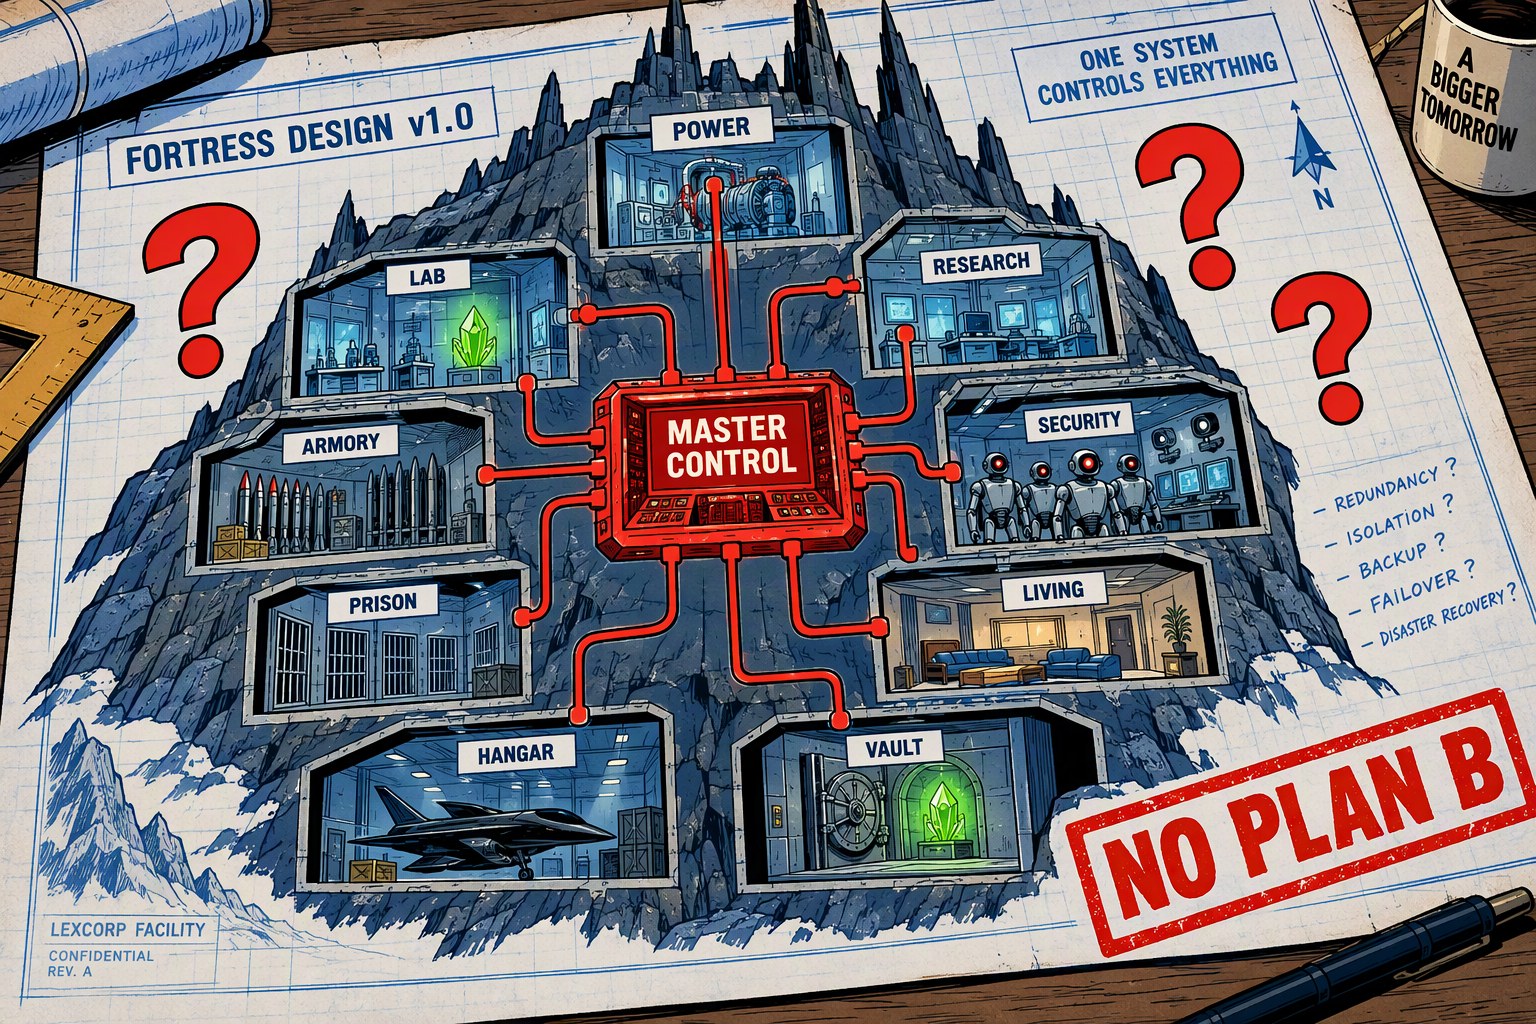 FORTRESS DESIGN v1.0
ONE SYSTEM
CONTROLS EVERYTHING
A
BIGGER
TOMORROW
N
POWER
LAB
RESEARCH
ARMORY
MASTER
CONTROL
SECURITY
PRISON
LIVING
HANGAR
VAULT
?
?
?
– REDUNDANCY ?
– ISOLATION ?
– BACKUP ?
– FAILOVER ?
– DISASTER RECOVERY ?
NO PLAN B
LEXCORP FACILITY
CONFIDENTIAL
REV. A